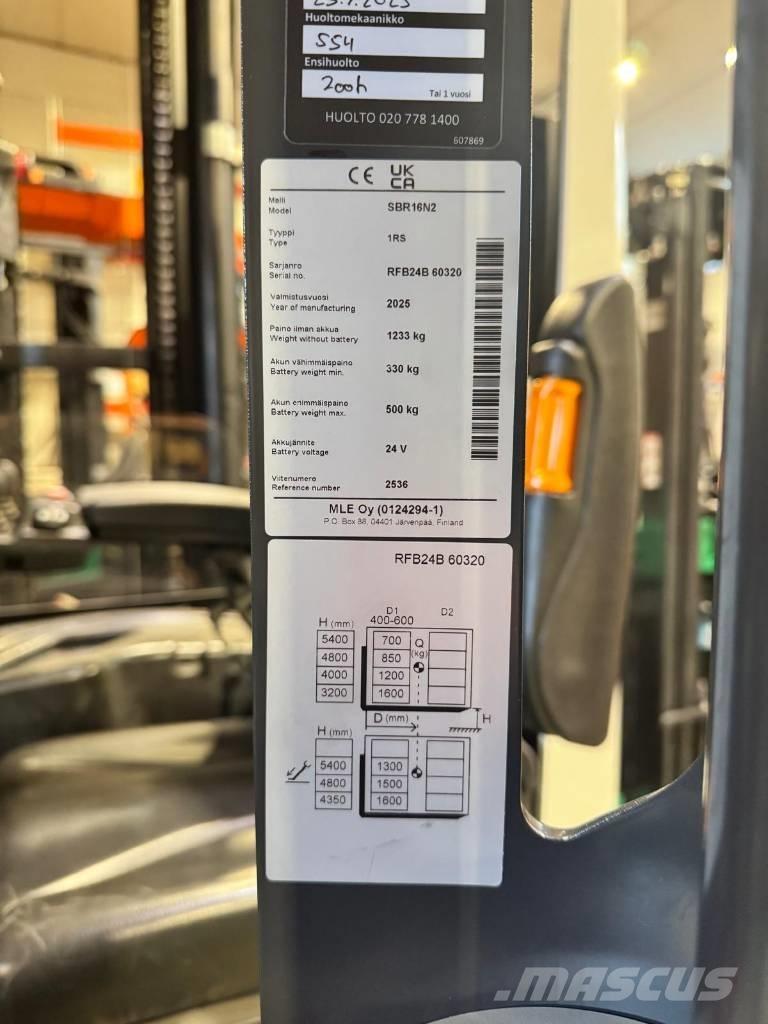 Huoltomekaanikko
554
Ensihuolto
200h Tai 1 vuosi
HUOLTO 020 778 1400
607869
CE UK CA
Malli
Model SBR16N2
Tyyppi
Type 1RS
Sarjanro
Serial no. RFB24B 60320
Valmistusvuosi
Year of manufacturing 2025
Paino ilman akkua
Weight without battery 1233 kg
Akun vähimmäispaino
Battery weight min. 330 kg
Akun enimmäispaino
Battery weight max. 500 kg
Akkujännite
Battery voltage 24 V
Viitenumero
Reference number 2536
MLE Oy (0124294-1)
P.O. Box 88, 04401 Järvenpää, Finland
RFB24B 60320
D1 D2
H (mm) 400-600
5400 700 Q
4800 850 (kg)
4000 1200
3200 1600
D (mm) H
H (mm)
5400 1300
4800 1500
4350 1600
MASCUS